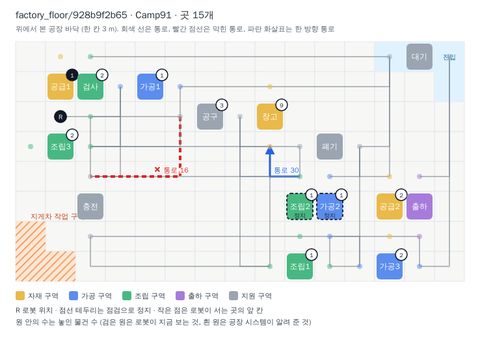 factory_floor/928b9f2b65 · Camp91 · 곳 15개
위에서 본 공장 바닥 (한 칸 3 m). 회색 선은 통로, 빨간 점선은 막힌 통로, 파란 화살표는 한 방향 통로
대기
진입
1
2
1
공급1
검사
가공1
9
R
공구
창고
2
조립3
폐기
✕ 통로 16
통로 30
1
1
2
충전
조립2
가공2
공급2
출하
정지
정지
지게차 작업 구
1
2
조립1
가공3
자재 구역
가공 구역
조립 구역
출하 구역
지원 구역
R 로봇 위치 · 점선 테두리는 점검으로 정지 · 작은 점은 로봇이 서는 곳의 앞 칸
원 안의 수는 놓인 물건 수 (검은 원은 로봇이 지금 보는 것, 흰 원은 공장 시스템이 알려 준 것)